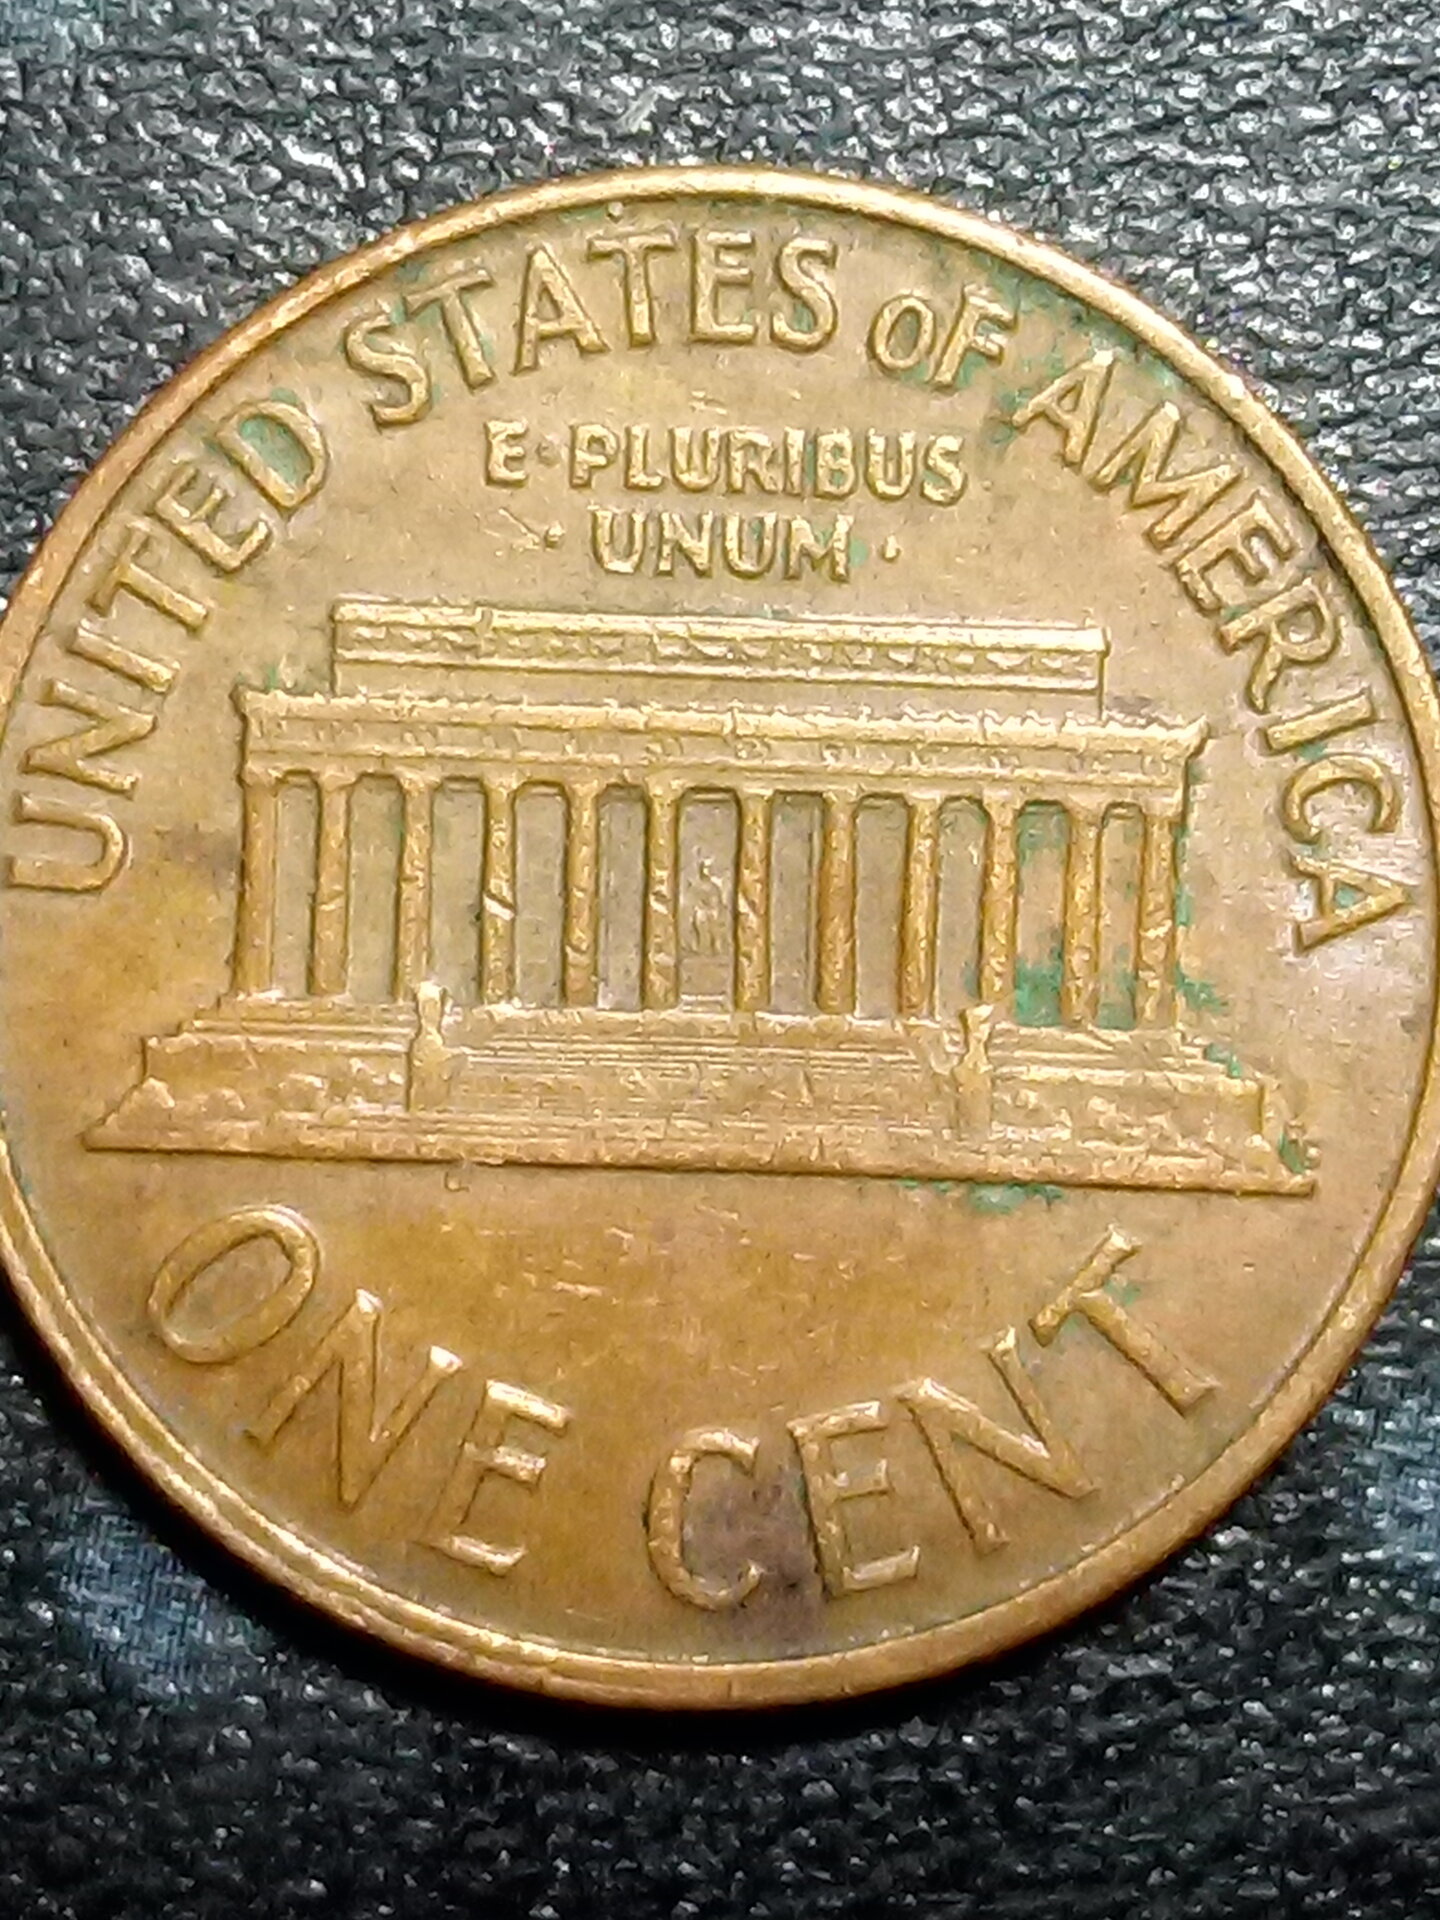 UNITED STATES OF AMERICA
E·PLURIBUS
·UNUM·
ONE CENT